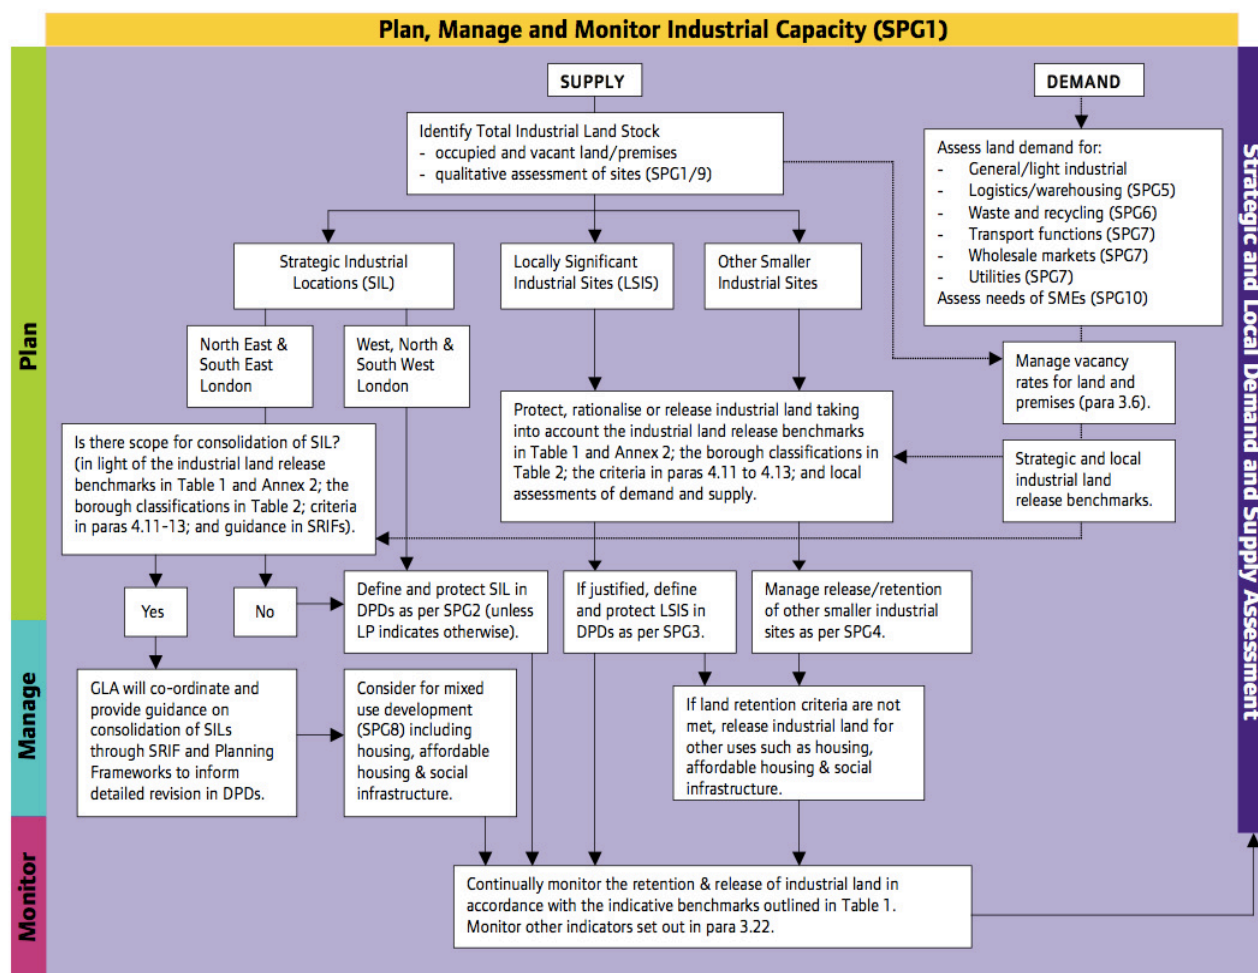 Plan, Manage and Monitor Industrial Capacity (SPG1)
Plan
Manage
Monitor
SUPPLY
DEMAND
Identify Total Industrial Land Stock
- occupied and vacant land/premises
- qualitative assessment of sites (SPG1/9)
Assess land demand for:
- General/light industrial
- Logistics/warehousing (SPG5)
- Waste and recycling (SPG6)
- Transport functions (SPG7)
- Wholesale markets (SPG7)
- Utilities (SPG7)
Assess needs of SMEs (SPG10)
Strategic Industrial
Locations (SIL)
Locally Significant
Industrial Sites (LSIS)
Other Smaller
Industrial Sites
North East &
South East
London
West, North &
South West
London
Manage vacancy
rates for land and
premises (para 3.6).
Is there scope for consolidation of SIL?
(in light of the industrial land release
benchmarks in Table 1 and Annex 2; the
borough classifications in Table 2; criteria
in paras 4.11-13; and guidance in SRIFs).
Protect, rationalise or release industrial land taking
into account the industrial land release benchmarks
in Table 1 and Annex 2; the borough classifications in
Table 2; the criteria in paras 4.11 to 4.13; and local
assessments of demand and supply.
Strategic and local
industrial land
release benchmarks.
Yes
No
Define and protect SIL in
DPDs as per SPG2 (unless
LP indicates otherwise).
If justified, define
and protect LSIS in
DPDs as per SPG3.
Manage release/retention
of other smaller industrial
sites as per SPG4.
GLA will co-ordinate and
provide guidance on
consolidation of SILs
through SRIF and Planning
Frameworks to inform
detailed revision in DPDs.
Consider for mixed
use development
(SPG8) including
housing, affordable
housing & social
infrastructure.
If land retention criteria are not
met, release industrial land for
other uses such as housing,
affordable housing & social
infrastructure.
Continually monitor the retention & release of industrial land in
accordance with the indicative benchmarks outlined in Table 1.
Monitor other indicators set out in para 3.22.
Strategic and Local Demand and Supply Assessment